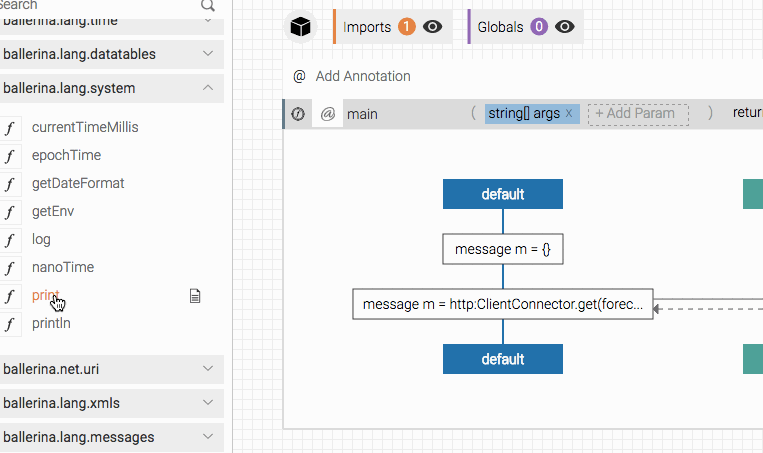 Search
ballerina.lang.time
ballerina.lang.datatables
ballerina.lang.system
f currentTimeMillis
f epochTime
f getDateFormat
f getEnv
f log
f nanoTime
f print
f println
ballerina.net.uri
ballerina.lang.xmls
ballerina.lang.messages
Imports 1
Globals 0
@ Add Annotation
@ main ( string[] args x + Add Param ) retur
default
message m = {}
message m = http:ClientConnector.get(forec...
default